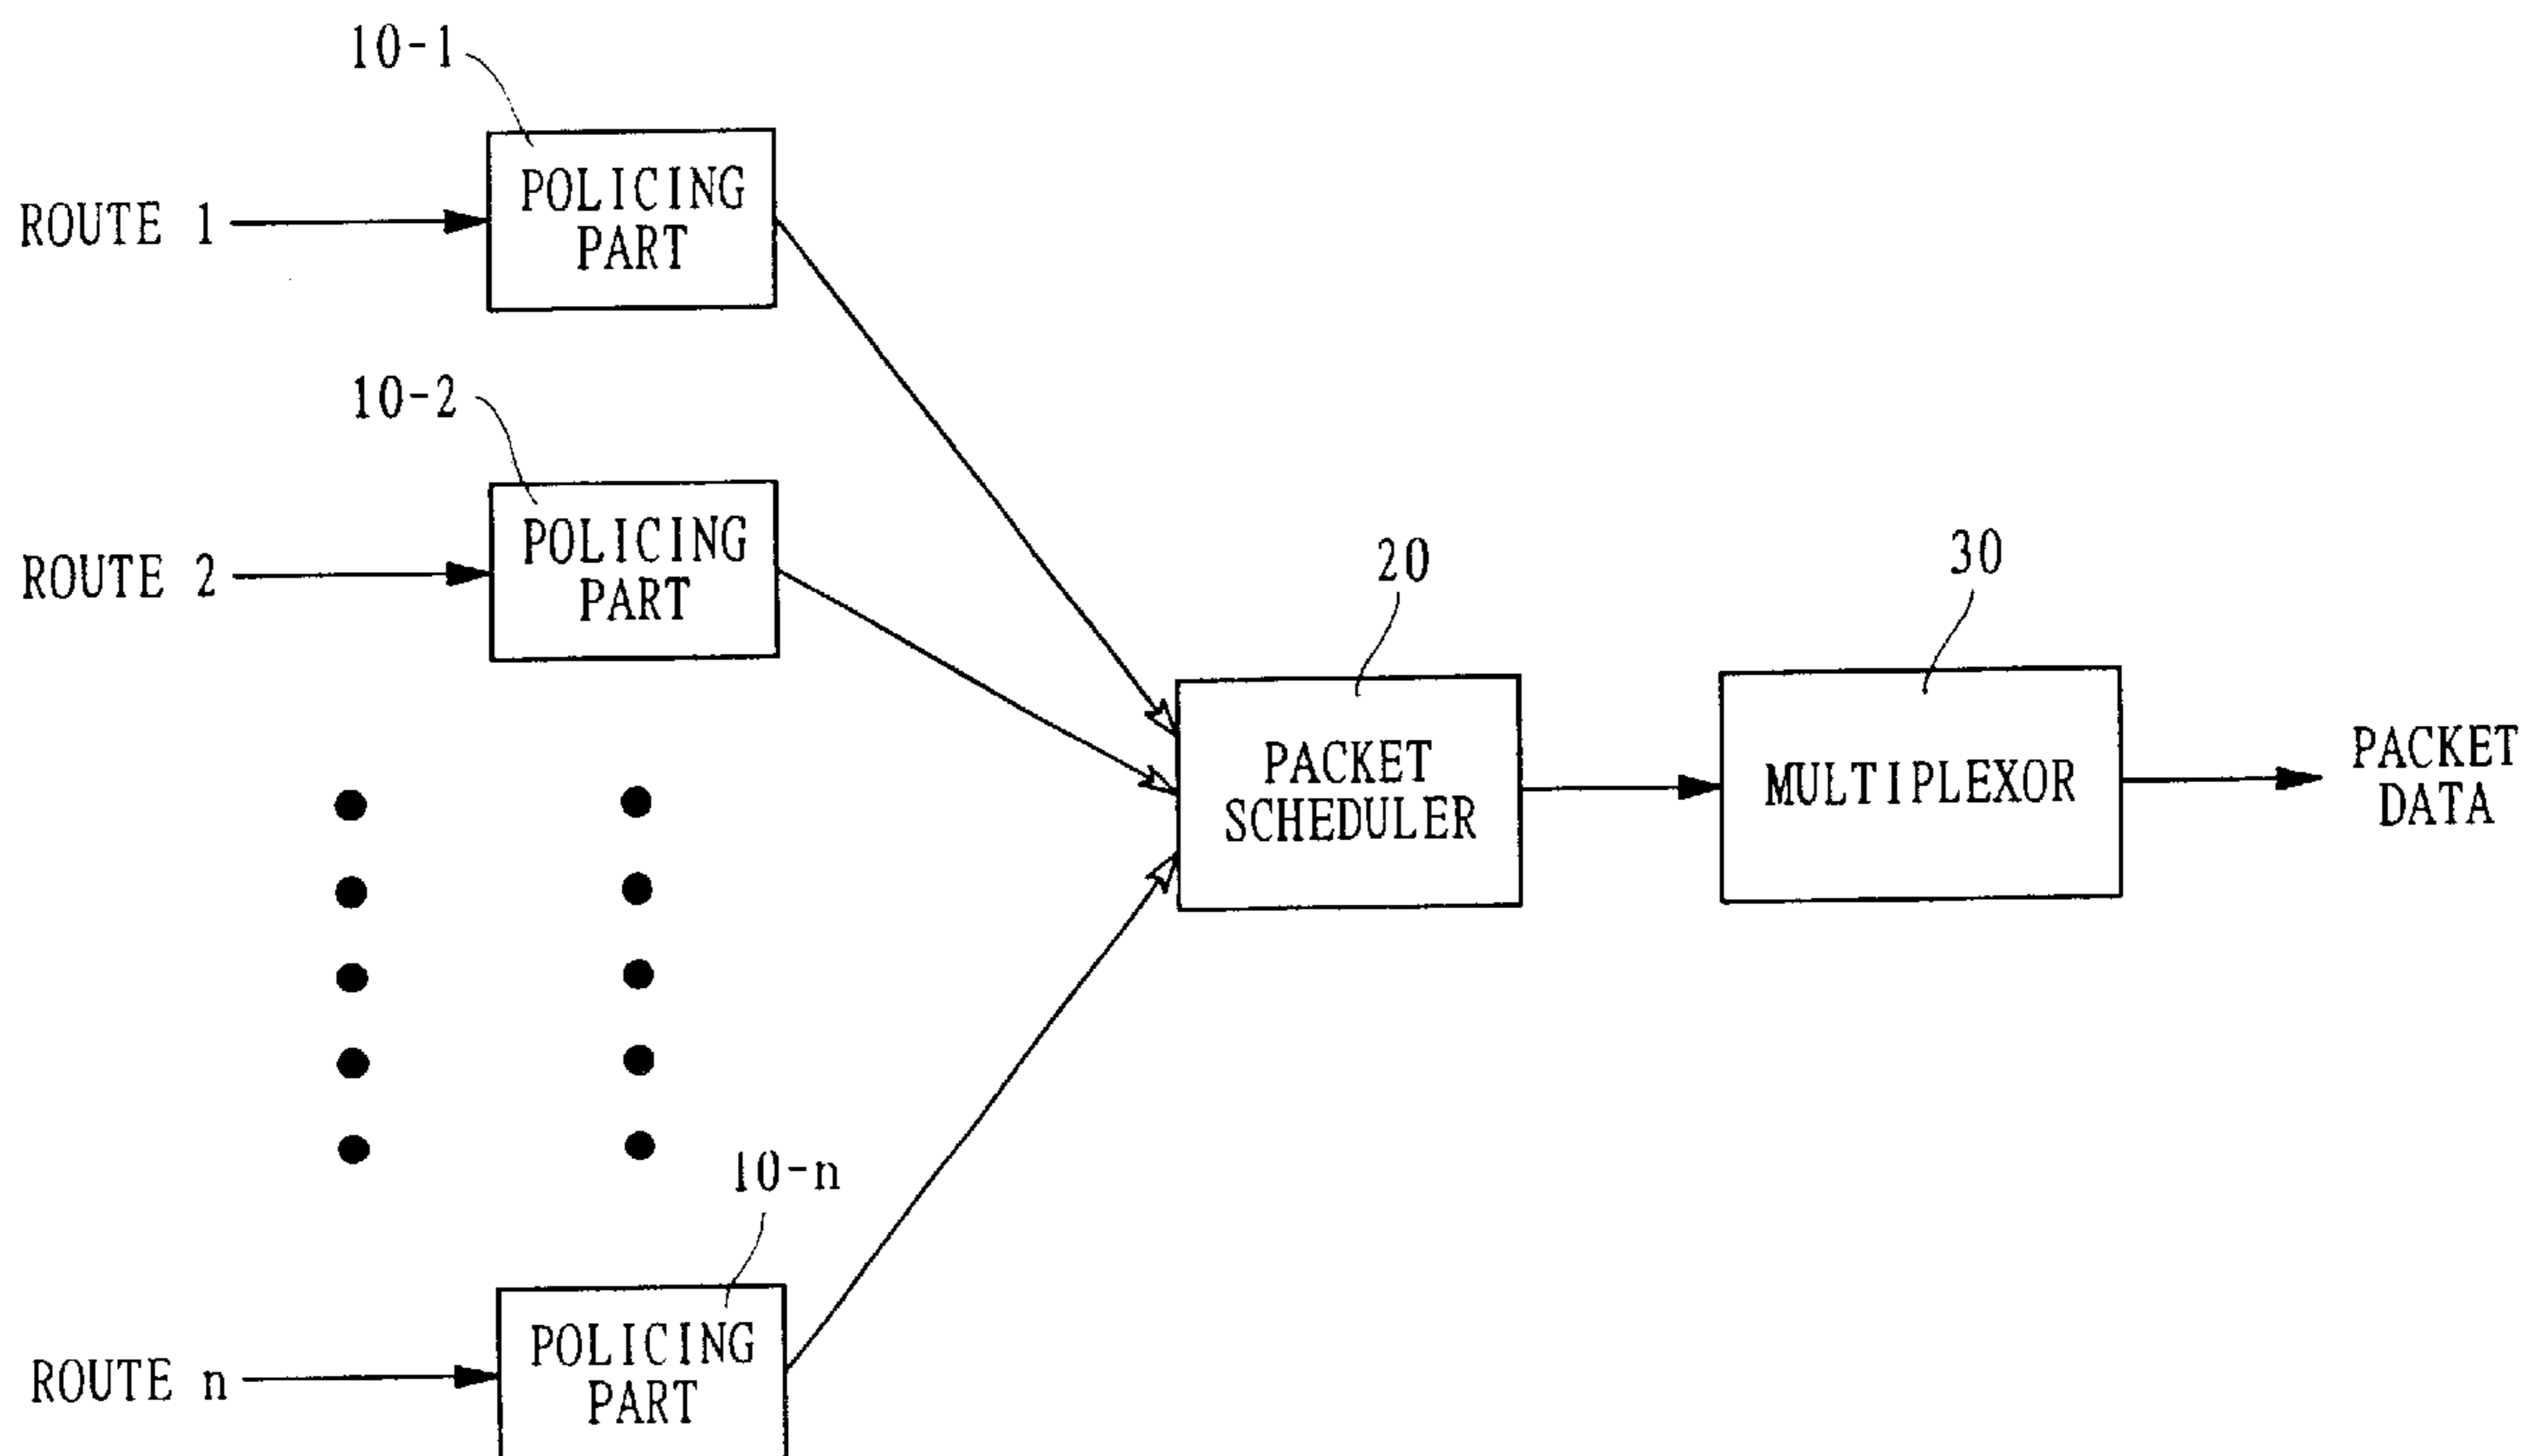 10-1
POLICING
PART
ROUTE 1
10-2
POLICING
PART
ROUTE 2
20
PACKET
SCHEDULER
30
MULTIPLEXOR
PACKET
DATA
10-n
POLICING
PART
ROUTE n